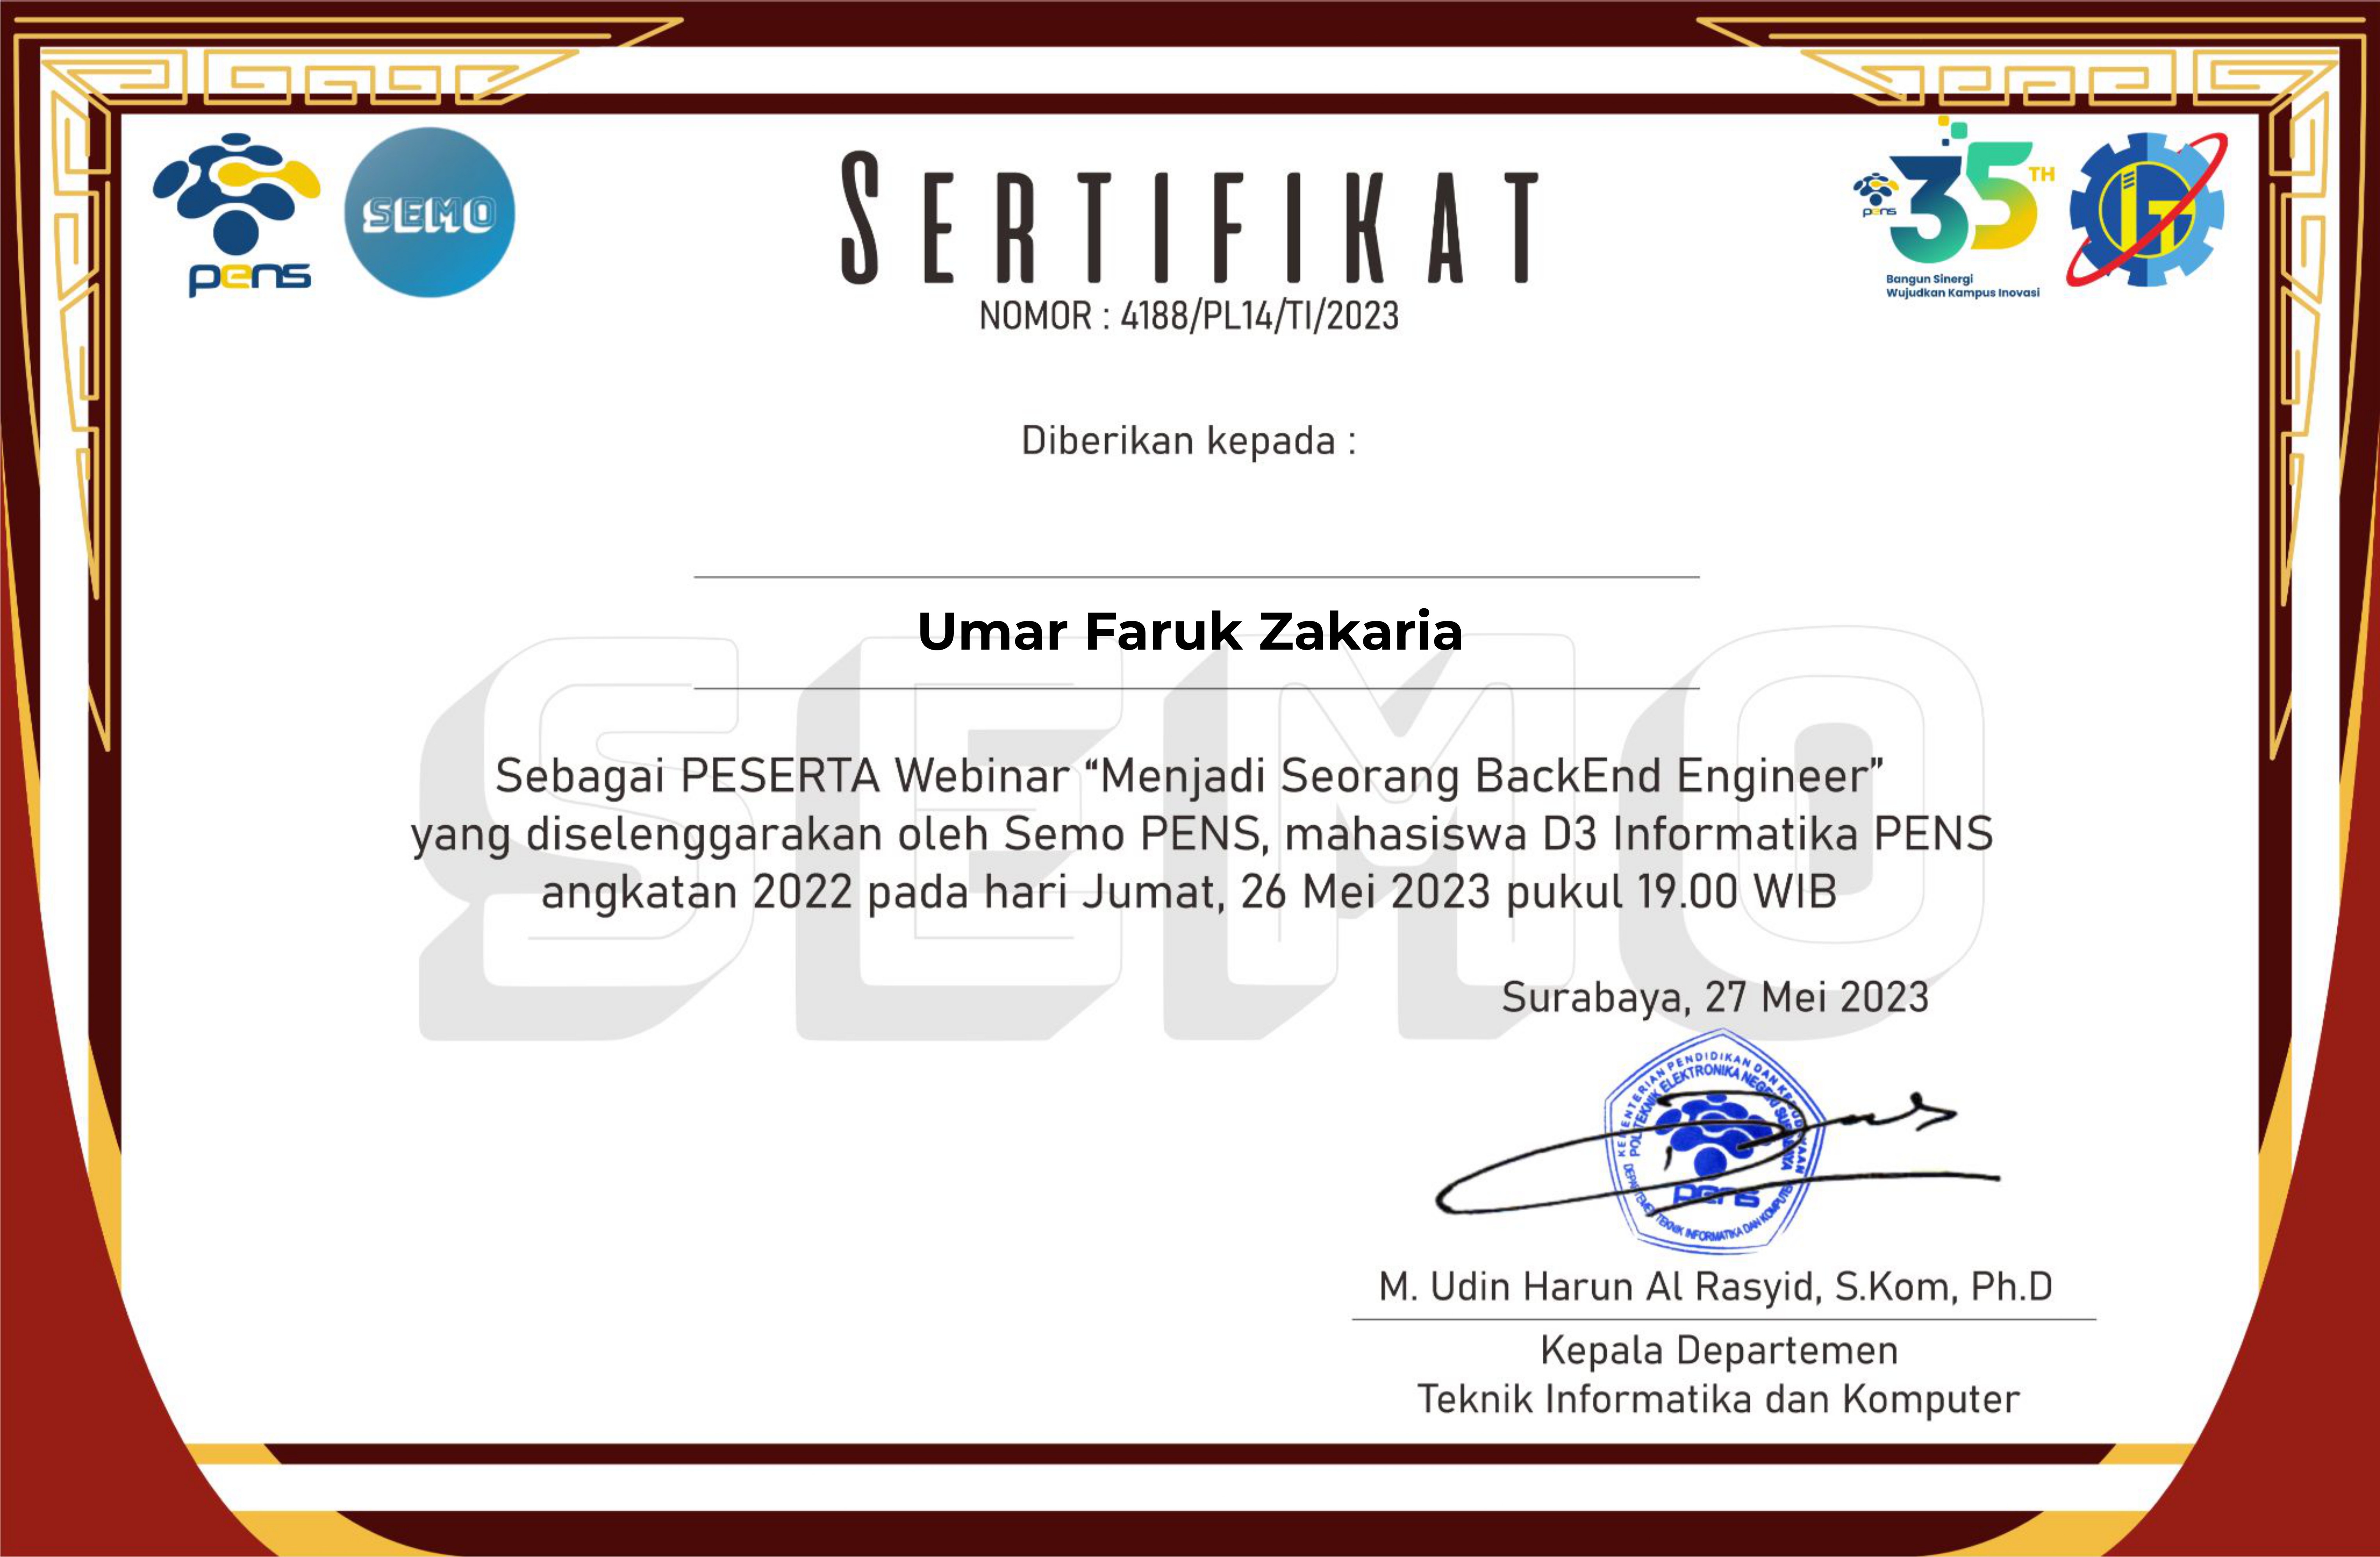 pens
SEMO
SERTIFIKAT
NOMOR : 4188/PL14/TI/2023
pens
35TH
Bangun Sinergi
Wujudkan Kampus Inovasi
IT
Diberikan kepada :
Umar Faruk Zakaria
SEMO
Sebagai PESERTA Webinar “Menjadi Seorang BackEnd Engineer”
yang diselenggarakan oleh Semo PENS, mahasiswa D3 Informatika PENS
angkatan 2022 pada hari Jumat, 26 Mei 2023 pukul 19.00 WIB
Surabaya, 27 Mei 2023
KEMENTERIAN PENDIDIKAN DAN KEBUDAYAAN
POLITEKNIK ELEKTRONIKA NEGERI SURABAYA
pens
DEPARTEMEN TEKNIK INFORMATIKA DAN KOMPUTER
M. Udin Harun Al Rasyid, S.Kom, Ph.D
Kepala Departemen
Teknik Informatika dan Komputer